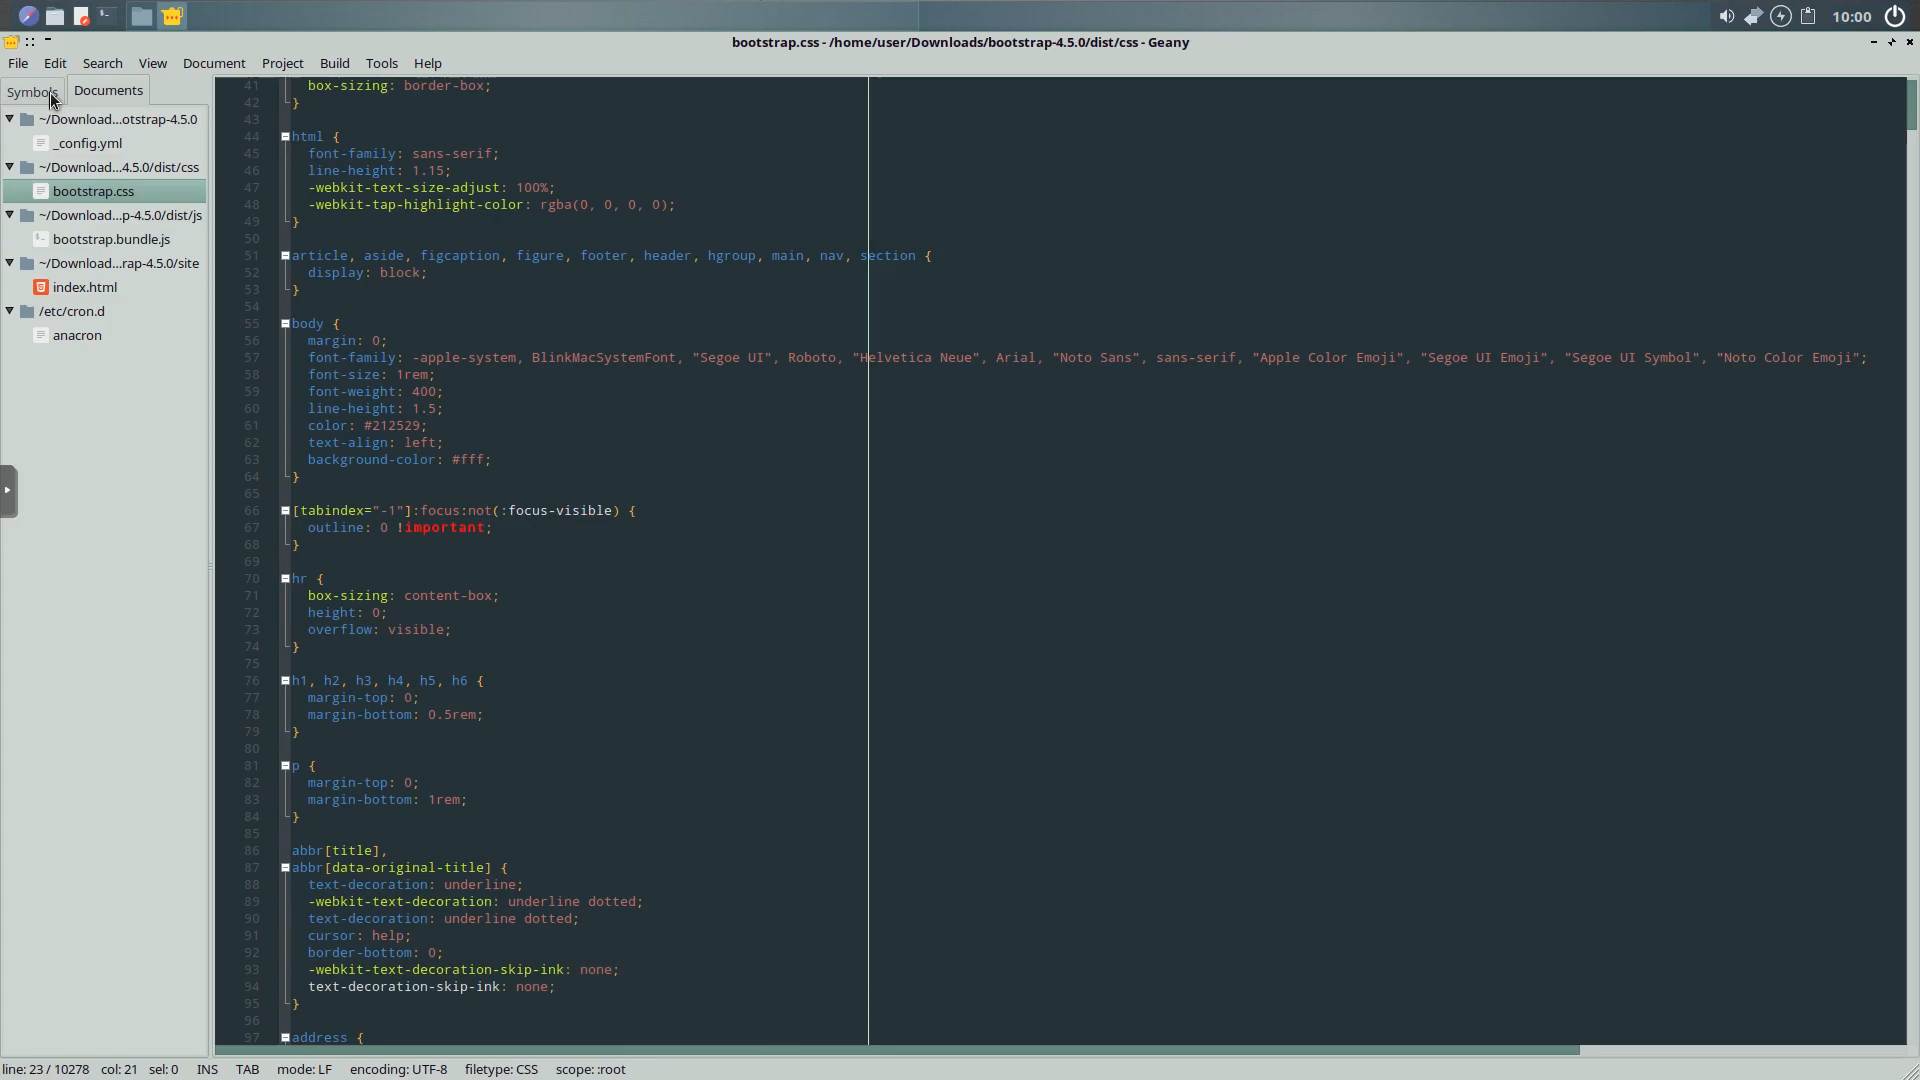 10:00
bootstrap.css - /home/user/Downloads/bootstrap-4.5.0/dist/css - Geany
File Edit Search View Document Project Build Tools Help
Symbols Documents
~/Download...otstrap-4.5.0
_config.yml
~/Download...4.5.0/dist/css
bootstrap.css
~/Download...p-4.5.0/dist/js
bootstrap.bundle.js
~/Download...rap-4.5.0/site
index.html
/etc/cron.d
anacron
41 box-sizing: border-box;
42 }
43
44 html {
45 font-family: sans-serif;
46 line-height: 1.15;
47 -webkit-text-size-adjust: 100%;
48 -webkit-tap-highlight-color: rgba(0, 0, 0, 0);
49 }
50
51 article, aside, figcaption, figure, footer, header, hgroup, main, nav, section {
52 display: block;
53 }
54
55 body {
56 margin: 0;
57 font-family: -apple-system, BlinkMacSystemFont, "Segoe UI", Roboto, "Helvetica Neue", Arial, "Noto Sans", sans-serif, "Apple Color Emoji", "Segoe UI Emoji", "Segoe UI Symbol", "Noto Color Emoji";
58 font-size: 1rem;
59 font-weight: 400;
60 line-height: 1.5;
61 color: #212529;
62 text-align: left;
63 background-color: #fff;
64 }
65
66 [tabindex="-1"]:focus:not(:focus-visible) {
67 outline: 0 !important;
68 }
69
70 hr {
71 box-sizing: content-box;
72 height: 0;
73 overflow: visible;
74 }
75
76 h1, h2, h3, h4, h5, h6 {
77 margin-top: 0;
78 margin-bottom: 0.5rem;
79 }
80
81 p {
82 margin-top: 0;
83 margin-bottom: 1rem;
84 }
85
86 abbr[title],
87 abbr[data-original-title] {
88 text-decoration: underline;
89 -webkit-text-decoration: underline dotted;
90 text-decoration: underline dotted;
91 cursor: help;
92 border-bottom: 0;
93 -webkit-text-decoration-skip-ink: none;
94 text-decoration-skip-ink: none;
95 }
96
97 address {
line: 23 / 10278 col: 21 sel: 0 INS TAB mode: LF encoding: UTF-8 filetype: CSS scope: :root